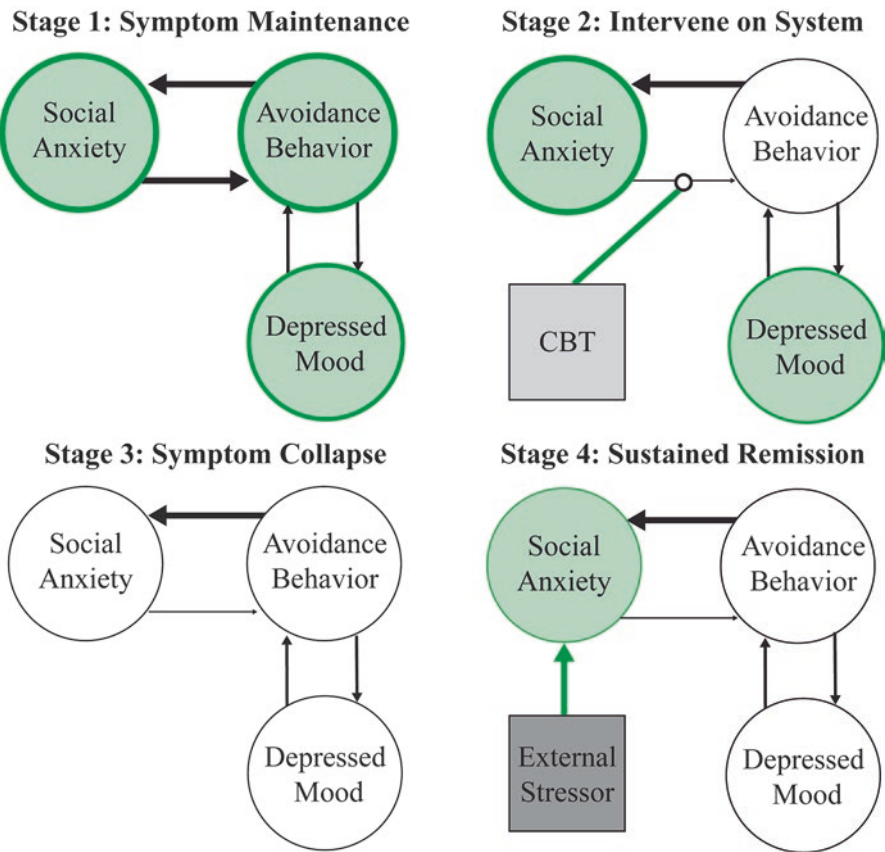 Stage 1: Symptom Maintenance
Social
Anxiety
Avoidance
Behavior
Depressed
Mood
Stage 2: Intervene on System
Social
Anxiety
Avoidance
Behavior
CBT
Depressed
Mood
Stage 3: Symptom Collapse
Social
Anxiety
Avoidance
Behavior
Depressed
Mood
Stage 4: Sustained Remission
Social
Anxiety
Avoidance
Behavior
External
Stressor
Depressed
Mood